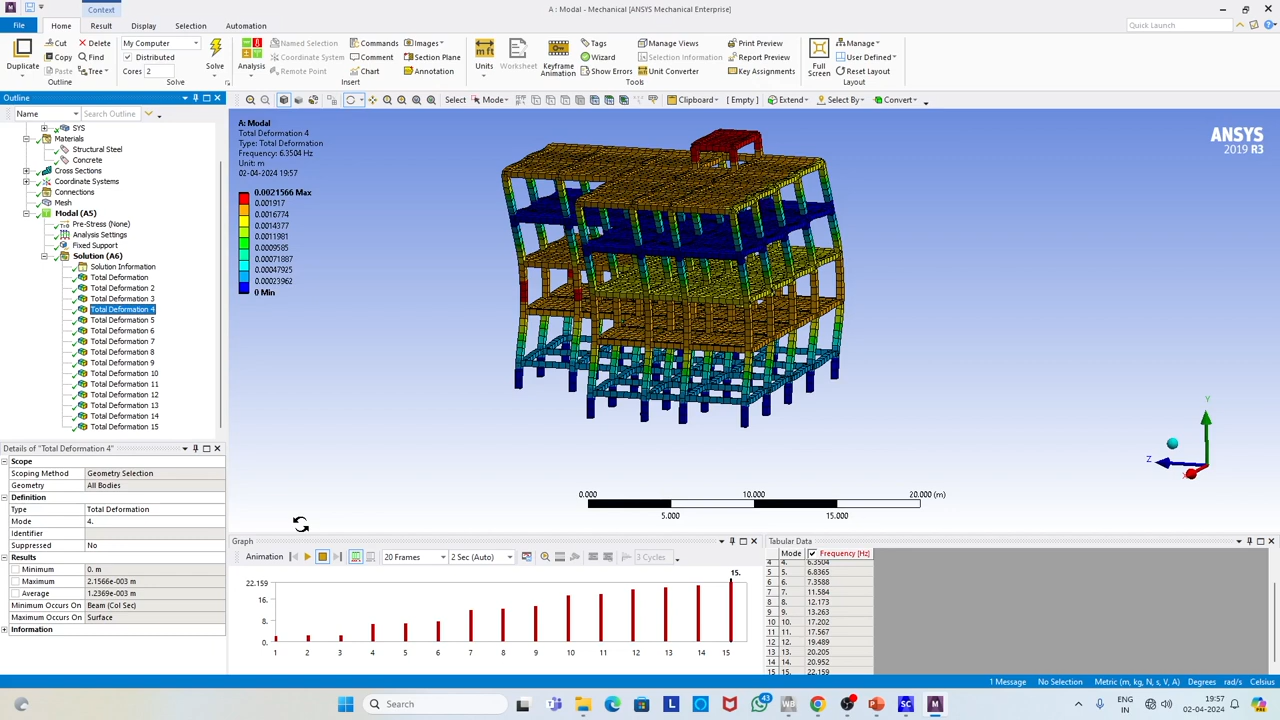 Context
A : Modal - Mechanical [ANSYS Mechanical Enterprise]
File
Home
Result
Display
Selection
Automation
Quick Launch
Duplicate
Cut
Copy
Paste
Delete
Find
Tree
Outline
My Computer
Distributed
Cores 2
Solve
Solve
Analysis
Named Selection
Coordinate System
Remote Point
Commands
Comment
Chart
Images
Section Plane
Annotation
Insert
Units
Worksheet
Keyframe
Animation
Tags
Wizard
Show Errors
Manage Views
Selection Information
Unit Converter
Print Preview
Report Preview
Key Assignments
Tools
Full
Screen
Manage
User Defined
Reset Layout
Layout
Outline
Name
Search Outline
Select
Mode
Clipboard
[ Empty ]
Extend
Select By
Convert
SYS
Materials
Structural Steel
Concrete
Cross Sections
Coordinate Systems
Connections
Mesh
Modal (A5)
Pre-Stress (None)
Analysis Settings
Fixed Support
Solution (A6)
Solution Information
Total Deformation
Total Deformation 2
Total Deformation 3
Total Deformation 4
Total Deformation 5
Total Deformation 6
Total Deformation 7
Total Deformation 8
Total Deformation 9
Total Deformation 10
Total Deformation 11
Total Deformation 12
Total Deformation 13
Total Deformation 14
Total Deformation 15
A: Modal
Total Deformation 4
Type: Total Deformation
Frequency: 6.3504 Hz
Unit: m
02-04-2024 19:57
0.0021566 Max
0.001917
0.0016774
0.0014377
0.0011981
0.0009585
0.00071887
0.00047925
0.00023962
0 Min
ANSYS
2019 R3
Y
Z
X
0.000
10.000
20.000 (m)
5.000
15.000
Details of "Total Deformation 4"
Scope
Scoping Method Geometry Selection
Geometry All Bodies
Definition
Type Total Deformation
Mode 4.
Identifier
Suppressed No
Results
Minimum 0. m
Maximum 2.1566e-003 m
Average 1.2369e-003 m
Minimum Occurs On Beam (Col Sec)
Maximum Occurs On Surface
Information
Graph
Animation
20 Frames
2 Sec (Auto)
3 Cycles
15.
22.159
16.
8.
0.
1 2 3 4 5 6 7 8 9 10 11 12 13 14 15
Tabular Data
Mode Frequency [Hz]
4 4. 6.3504
5 5. 6.8365
6 6. 7.3588
7 7. 11.584
8 8. 12.173
9 9. 13.263
10 10. 17.202
11 11. 17.567
12 12. 19.489
13 13. 20.205
14 14. 20.952
15 15. 22.159
1 Message
No Selection
Metric (m, kg, N, s, V, A)
Degrees
rad/s
Celsius
Search
43
ENG
IN
19:57
02-04-2024